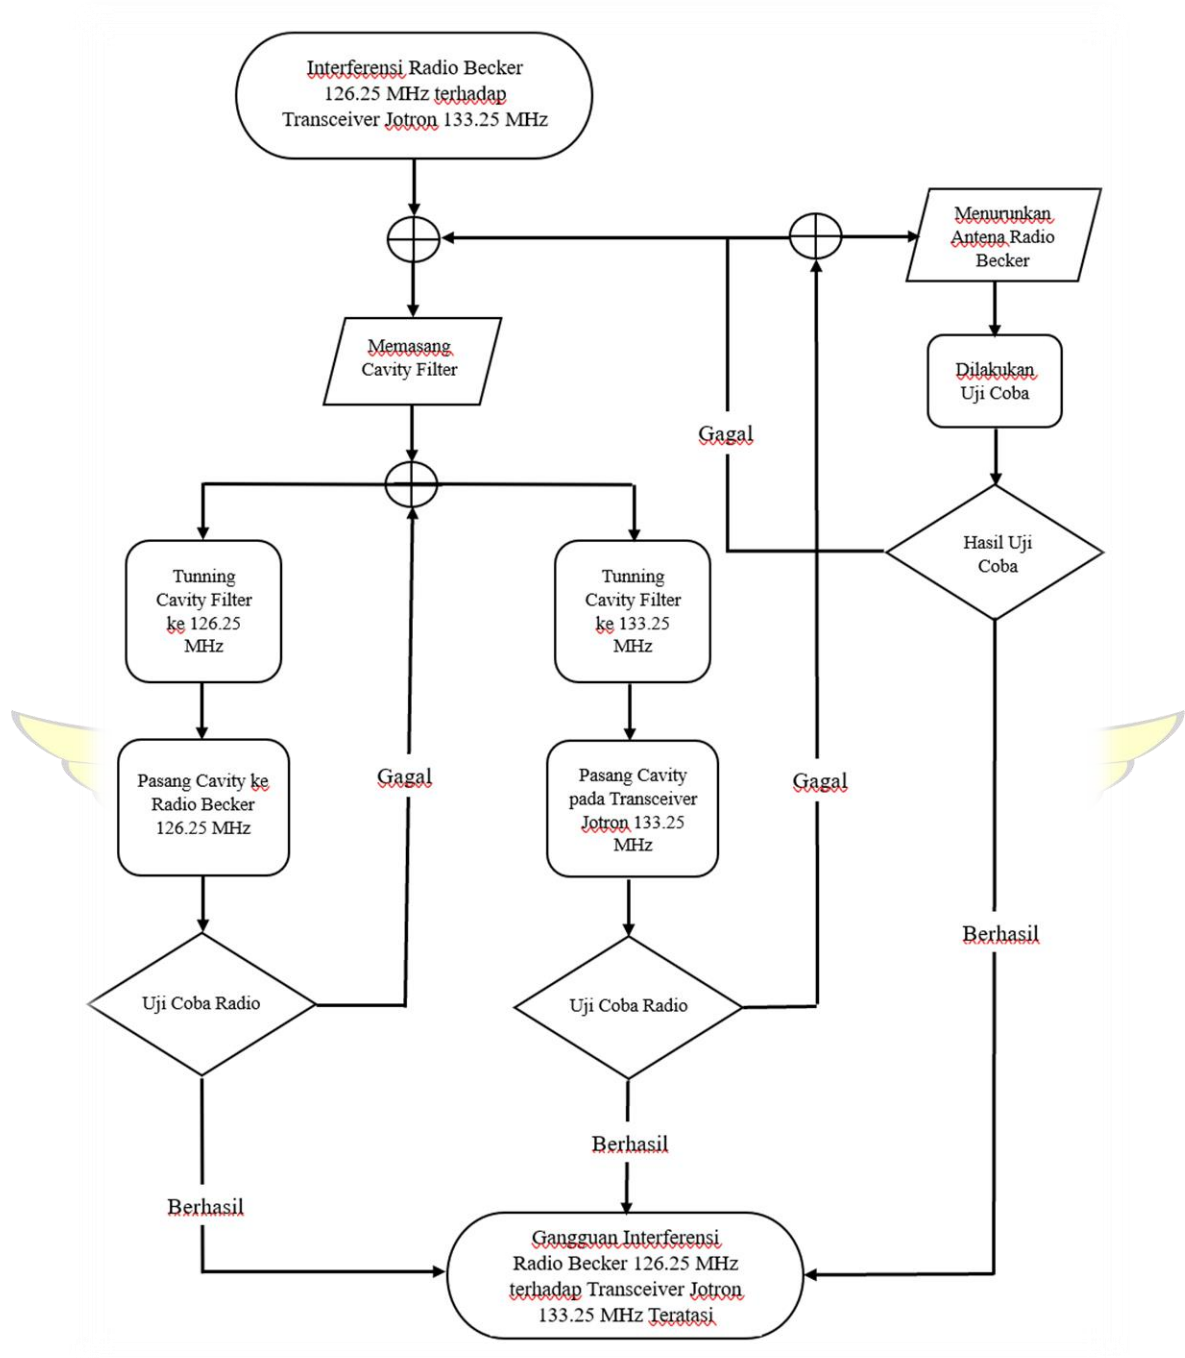 Interferensi Radio Becker
126.25 MHz terhadap
Transceiver Jotron 133.25 MHz
Menurunkan
Antena Radio
Becker
Memasang
Cavity Filter
Dilakukan
Uji Coba
Gagal
Hasil Uji
Coba
Tunning
Cavity Filter
ke 126.25
MHz
Tunning
Cavity Filter
ke 133.25
MHz
Pasang Cavity ke
Radio Becker
126.25 MHz
Gagal
Pasang Cavity
pada Transceiver
Jotron 133.25
MHz
Gagal
Berhasil
Uji Coba Radio
Uji Coba Radio
Berhasil
Berhasil
Gangguan Interferensi
Radio Becker 126.25 MHz
terhadap Transceiver Jotron
133.25 MHz Teratasi